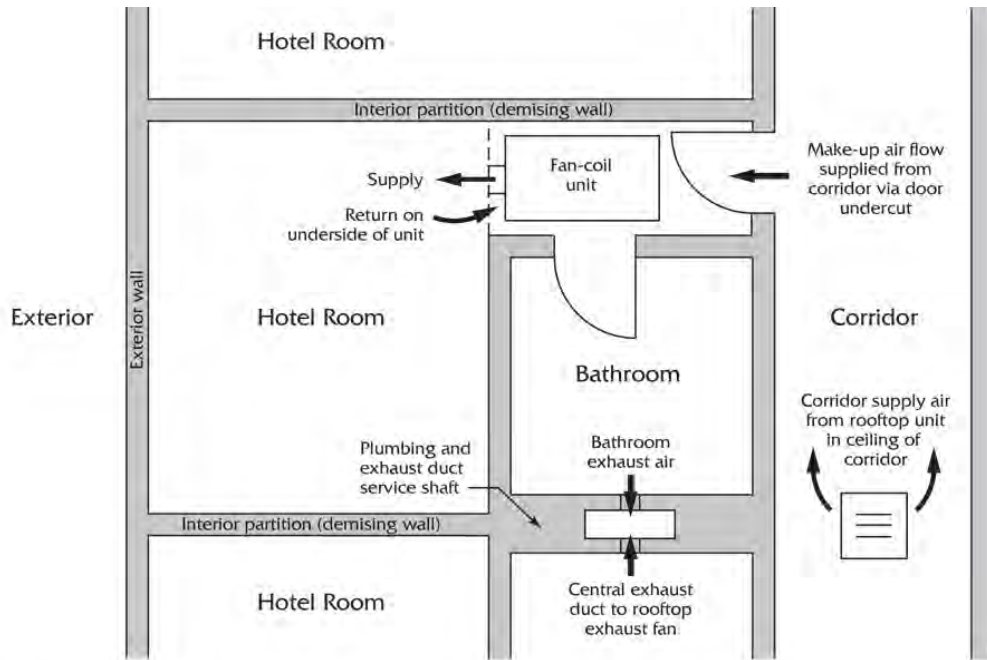 Hotel Room
Interior partition (demising wall)
Supply
Return on
underside of unit
Fan-coil
unit
Make-up air flow
supplied from
corridor via door
undercut
Exterior
Exterior wall
Hotel Room
Corridor
Bathroom
Corridor supply air
from rooftop unit
in ceiling of
corridor
Plumbing and
exhaust duct
service shaft
Bathroom
exhaust air
Interior partition (demising wall)
Hotel Room
Central exhaust
duct to rooftop
exhaust fan